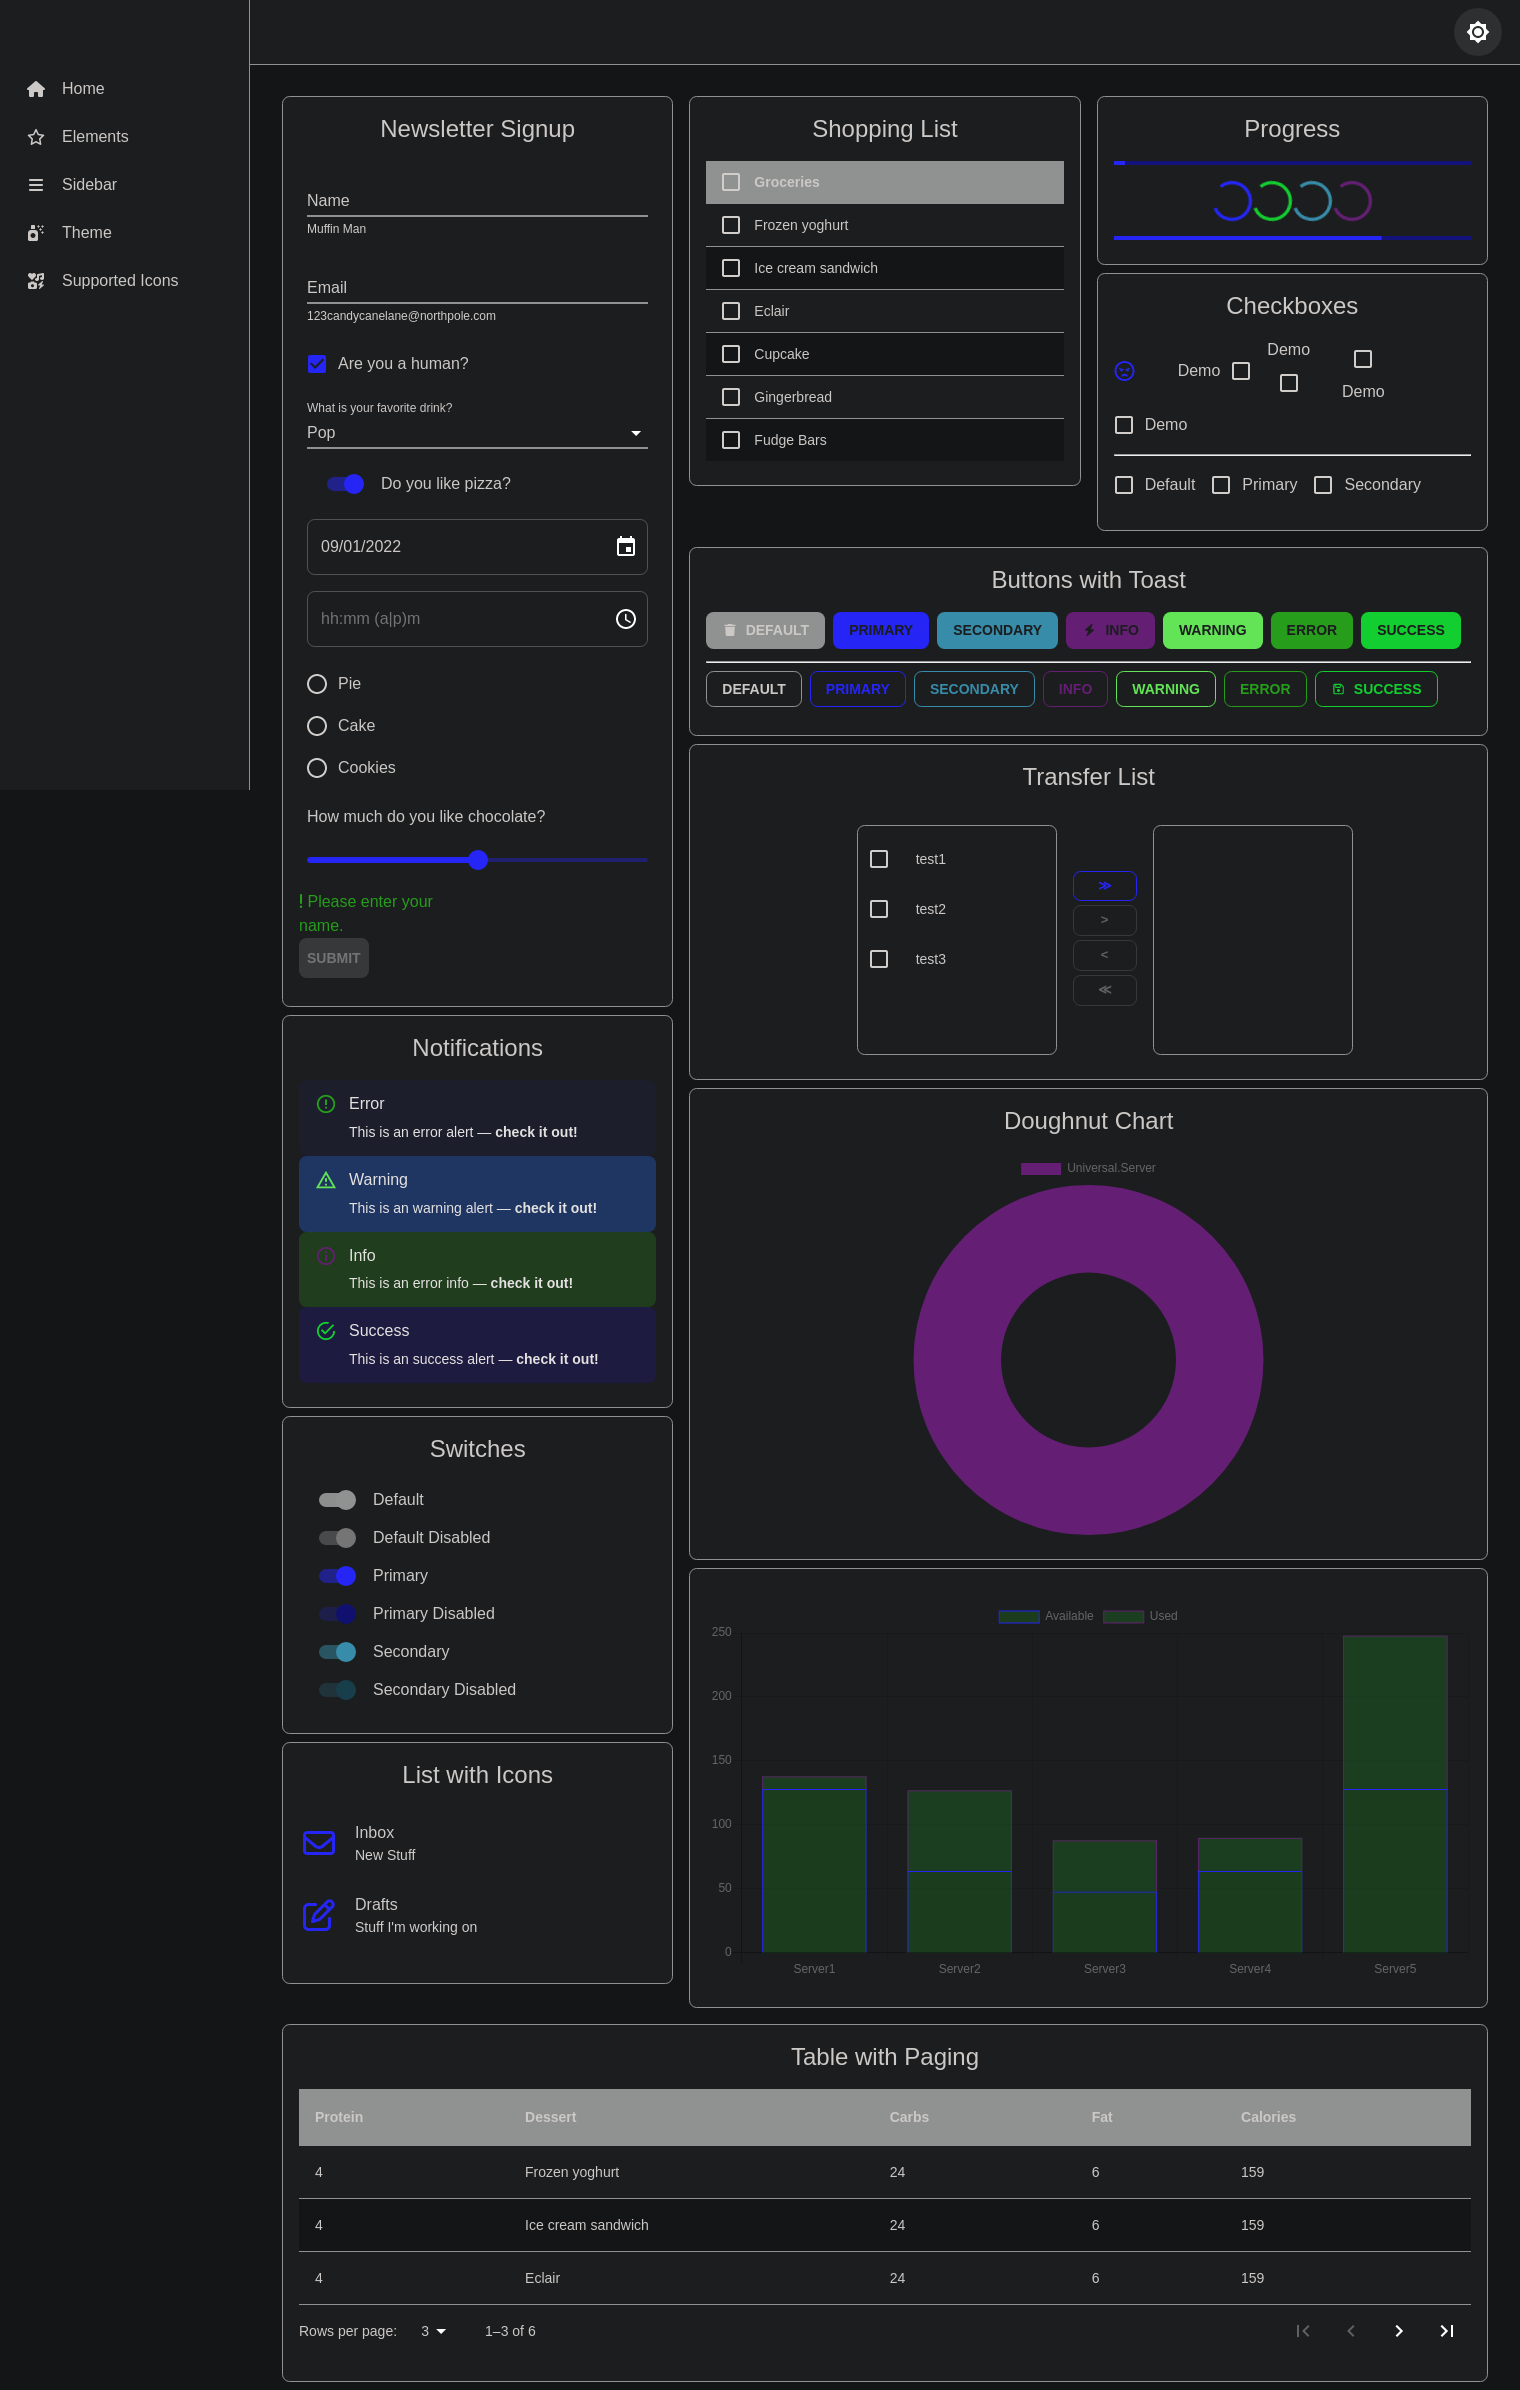 Home
Elements
Sidebar
Theme
Supported Icons
Newsletter Signup
Name
Muffin Man
Email
123candycanelane@northpole.com
Are you a human?
What is your favorite drink?
Pop
Do you like pizza?
09/01/2022
hh:mm (a|p)m
Pie
Cake
Cookies
How much do you like chocolate?
! Please enter your
name.
SUBMIT
Notifications
Error
This is an error alert — check it out!
Warning
This is an warning alert — check it out!
Info
This is an error info — check it out!
Success
This is an success alert — check it out!
Switches
Default
Default Disabled
Primary
Primary Disabled
Secondary
Secondary Disabled
List with Icons
Inbox
New Stuff
Drafts
Stuff I'm working on
Shopping List
Groceries
Frozen yoghurt
Ice cream sandwich
Eclair
Cupcake
Gingerbread
Fudge Bars
Progress
Checkboxes
Demo
Demo
Demo
Demo
Default Primary Secondary
Buttons with Toast
DEFAULT PRIMARY SECONDARY INFO WARNING ERROR SUCCESS
DEFAULT PRIMARY SECONDARY INFO WARNING ERROR SUCCESS
Transfer List
test1
test2
test3
≫
>
<
≪
Doughnut Chart
Universal.Server
Available Used
250
200
150
100
50
0
Server1 Server2 Server3 Server4 Server5
Table with Paging
Protein Dessert Carbs Fat Calories
4 Frozen yoghurt 24 6 159
4 Ice cream sandwich 24 6 159
4 Eclair 24 6 159
Rows per page: 3 1–3 of 6